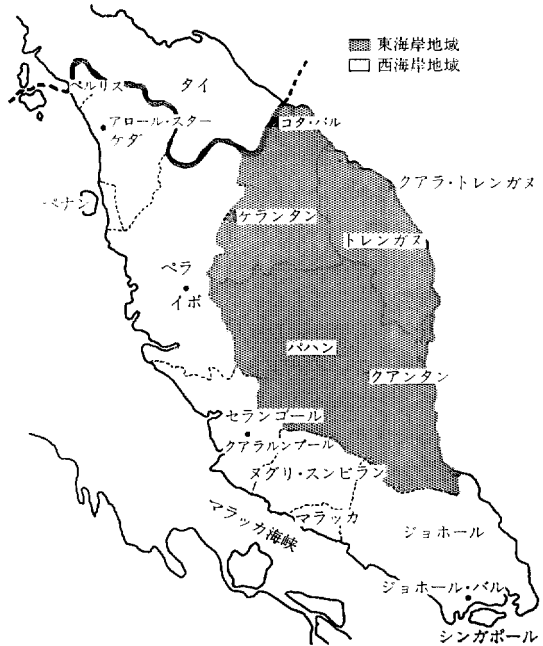 東海岸地域
西海岸地域
ペルリス
タイ
アロール・スター
ケダ
コタ・バル
クアラ・トレンガヌ
ペナン
ケランタン
トレンガヌ
ペラ
イポ
パハン
クアンタン
セランゴール
クアラルンプール
ヌグリ・スンビラン
マラッカ
マラッカ海峡
ジョホール
ジョホール・バル
シンガポール